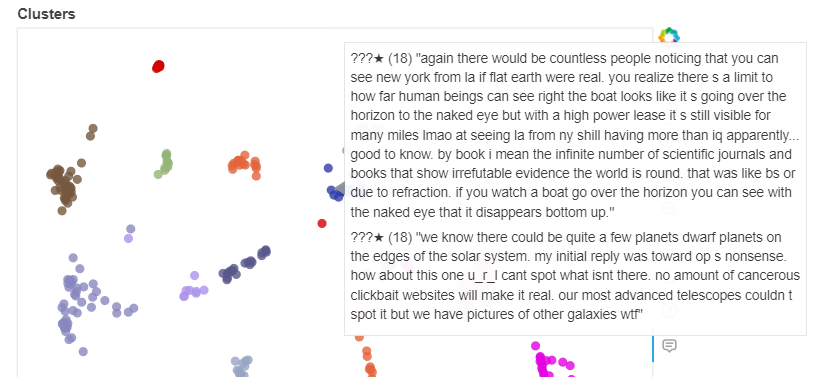 Clusters
???★ (18) "again there would be countless people noticing that you can
see new york from la if flat earth were real. you realize there s a limit to
how far human beings can see right the boat looks like it s going over the
horizon to the naked eye but with a high power lease it s still visible for
many miles lmao at seeing la from ny shill having more than iq apparently...
good to know. by book i mean the infinite number of scientific journals and
books that show irrefutable evidence the world is round. that was like bs or
due to refraction. if you watch a boat go over the horizon you can see with
the naked eye that it disappears bottom up."
???★ (18) "we know there could be quite a few planets dwarf planets on
the edges of the solar system. my initial reply was toward op s nonsense.
how about this one u_r_l cant spot what isnt there. no amount of cancerous
clickbait websites will make it real. our most advanced telescopes couldn t
spot it but we have pictures of other galaxies wtf"